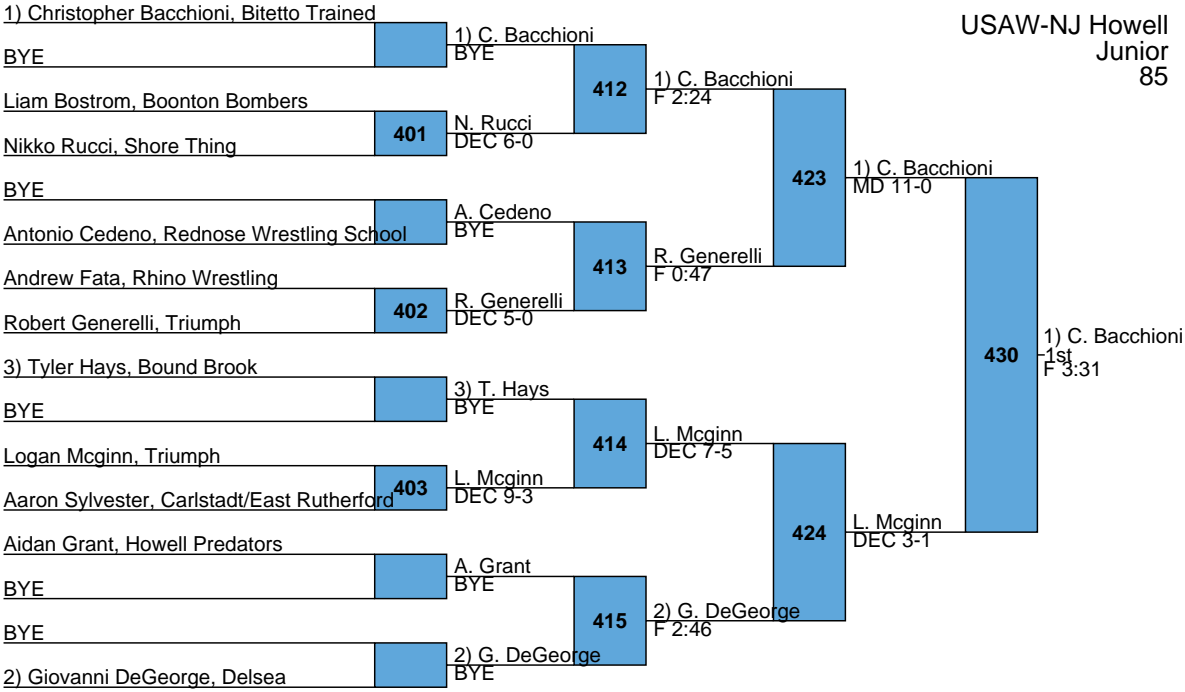 1) Christopher Bacchioni, Bitetto Trained
BYE
Liam Bostrom, Boonton Bombers
Nikko Rucci, Shore Thing
BYE
Antonio Cedeno, Rednose Wrestling School
Andrew Fata, Rhino Wrestling
Robert Generelli, Triumph
3) Tyler Hays, Bound Brook
BYE
Logan Mcginn, Triumph
Aaron Sylvester, Carlstadt/East Rutherford
Aidan Grant, Howell Predators
BYE
BYE
2) Giovanni DeGeorge, Delsea
401
402
403
1) C. Bacchioni
BYE
N. Rucci
DEC 6-0
A. Cedeno
BYE
R. Generelli
DEC 5-0
3) T. Hays
BYE
L. Mcginn
DEC 9-3
A. Grant
BYE
2) G. DeGeorge
BYE
412
413
414
415
1) C. Bacchioni
F 2:24
R. Generelli
F 0:47
L. Mcginn
DEC 7-5
2) G. DeGeorge
F 2:46
423
424
1) C. Bacchioni
MD 11-0
L. Mcginn
DEC 3-1
430
1) C. Bacchioni
1st
F 3:31
USAW-NJ Howell
Junior
85